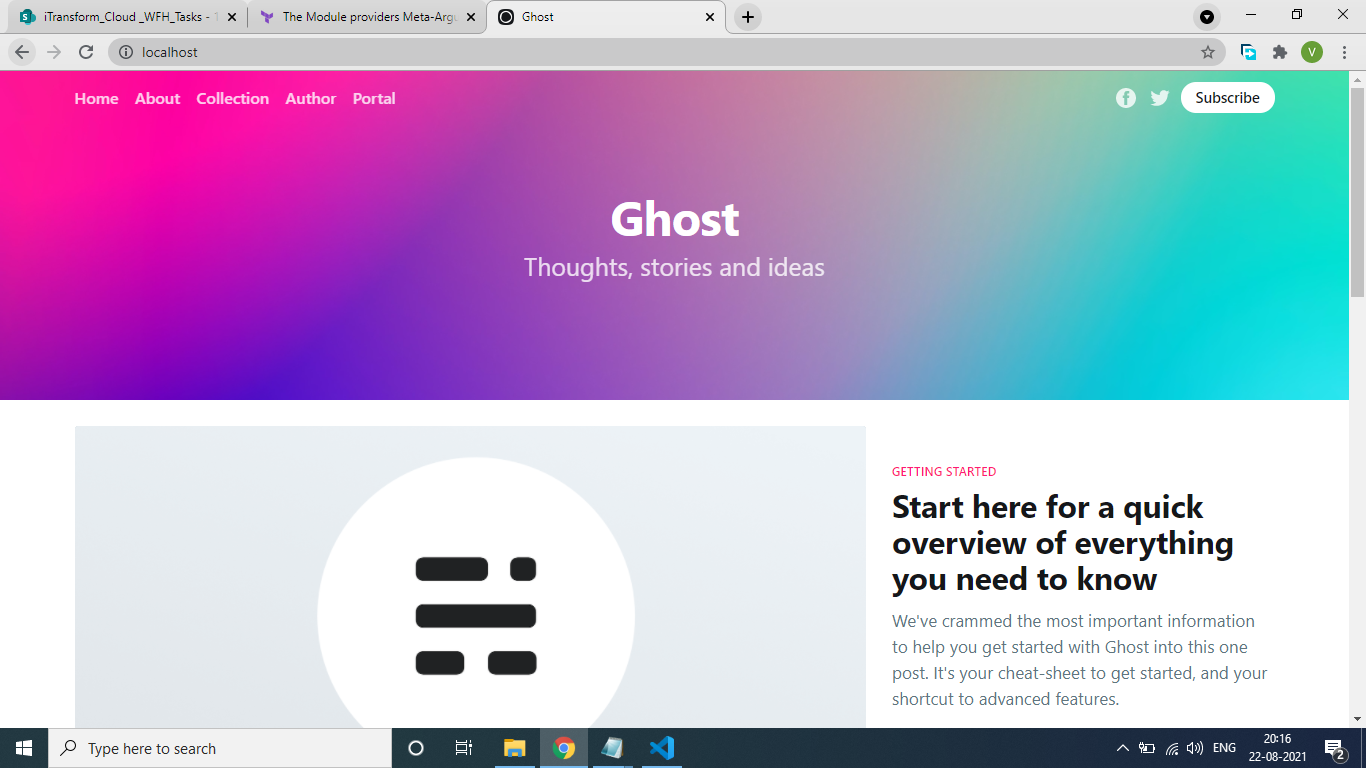 iTransform_Cloud _WFH_Tasks -
The Module providers Meta-Argu
Ghost
localhost
V
Home About Collection Author Portal
Subscribe
Ghost
Thoughts, stories and ideas
GETTING STARTED
Start here for a quick
overview of everything
you need to know
We've crammed the most important information
to help you get started with Ghost into this one
post. It's your cheat-sheet to get started, and your
shortcut to advanced features.
Type here to search
ENG
20:16
22-08-2021
2